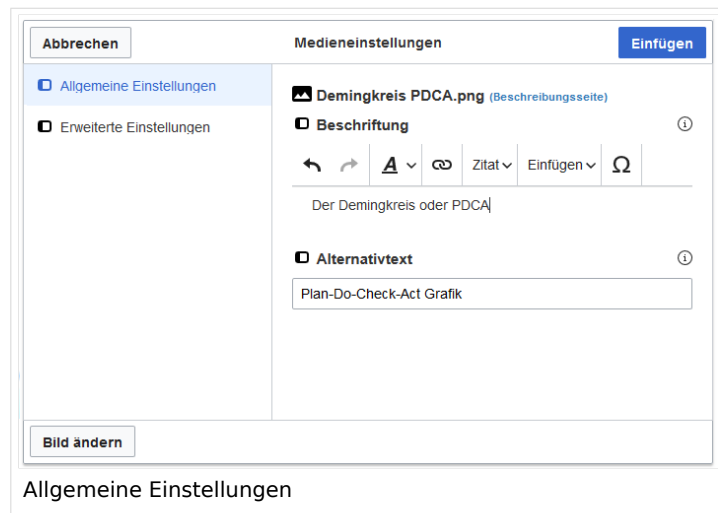 Abbrechen Medieneinstellungen Einfügen
Allgemeine Einstellungen
Erweiterte Einstellungen
Demingkreis PDCA.png (Beschreibungsseite)
Beschriftung
A Zitat Einfügen Ω
Der Demingkreis oder PDCA
Alternativtext
Plan-Do-Check-Act Grafik
Bild ändern
Allgemeine Einstellungen